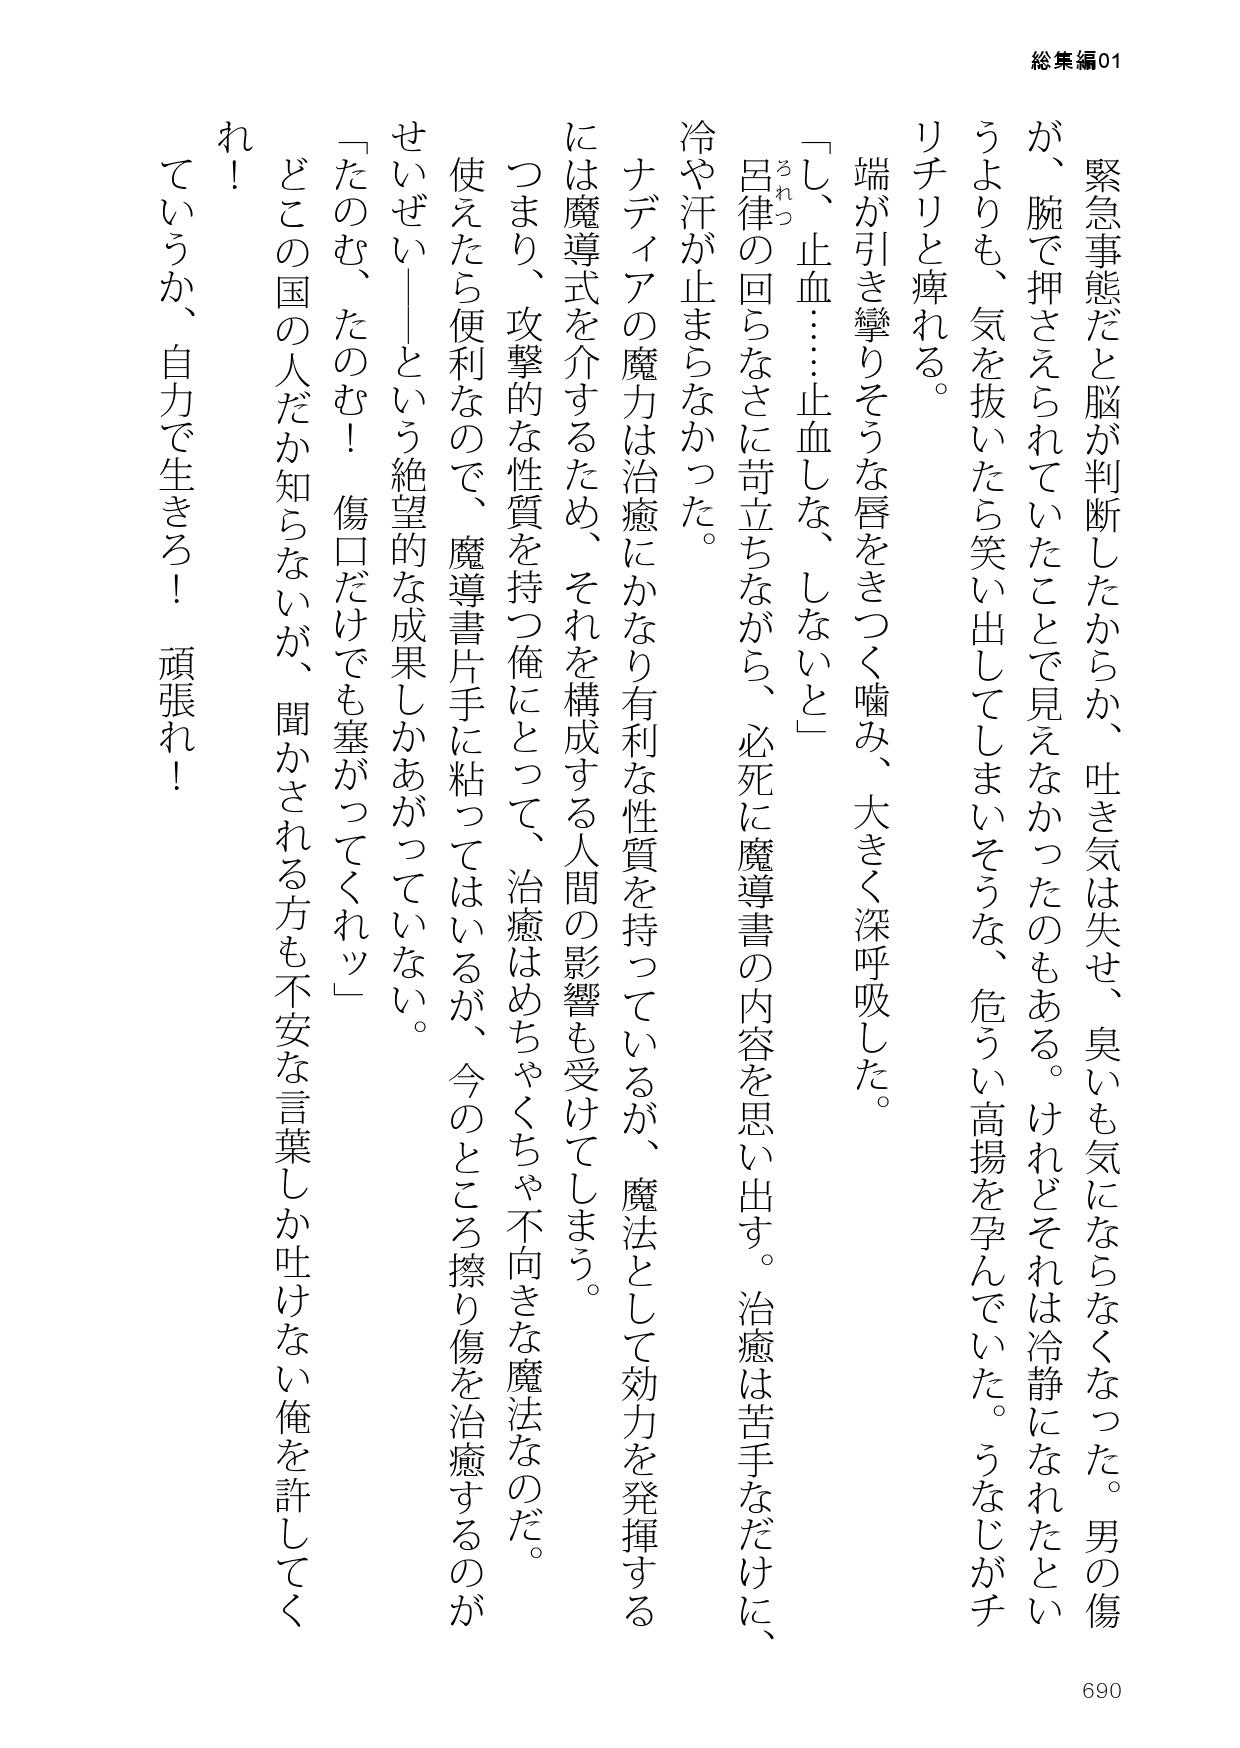 総集編01
　緊急事態だと脳が判断したからか、吐き気は失せ、臭いも気にならなくなった。男の傷
が、腕で押さえられていたことで見えなかったのもある。けれどそれは冷静になれたとい
うよりも、気を抜いたら笑い出してしまいそうな、危うい高揚を孕んでいた。うなじがチ
リチリと痺れる。
　端が引き攣りそうな唇をきつく噛み、大きく深呼吸した。
「し、止血……止血しな、しないと」
　呂律の回らなさに苛立ちながら、必死に魔導書の内容を思い出す。治癒は苦手なだけに、
ろれつ
冷や汗が止まらなかった。
　ナディアの魔力は治癒にかなり有利な性質を持っているが、魔法として効力を発揮する
には魔導式を介するため、それを構成する人間の影響も受けてしまう。
　つまり、攻撃的な性質を持つ俺にとって、治癒はめちゃくちゃ不向きな魔法なのだ。
　使えたら便利なので、魔導書片手に粘ってはいるが、今のところ擦り傷を治癒するのが
せいぜい――という絶望的な成果しかあがっていない。
「たのむ、たのむ！　傷口だけでも塞がってくれッ」
　どこの国の人だか知らないが、聞かされる方も不安な言葉しか吐けない俺を許してく
れ！
　ていうか、自力で生きろ！　頑張れ！
690